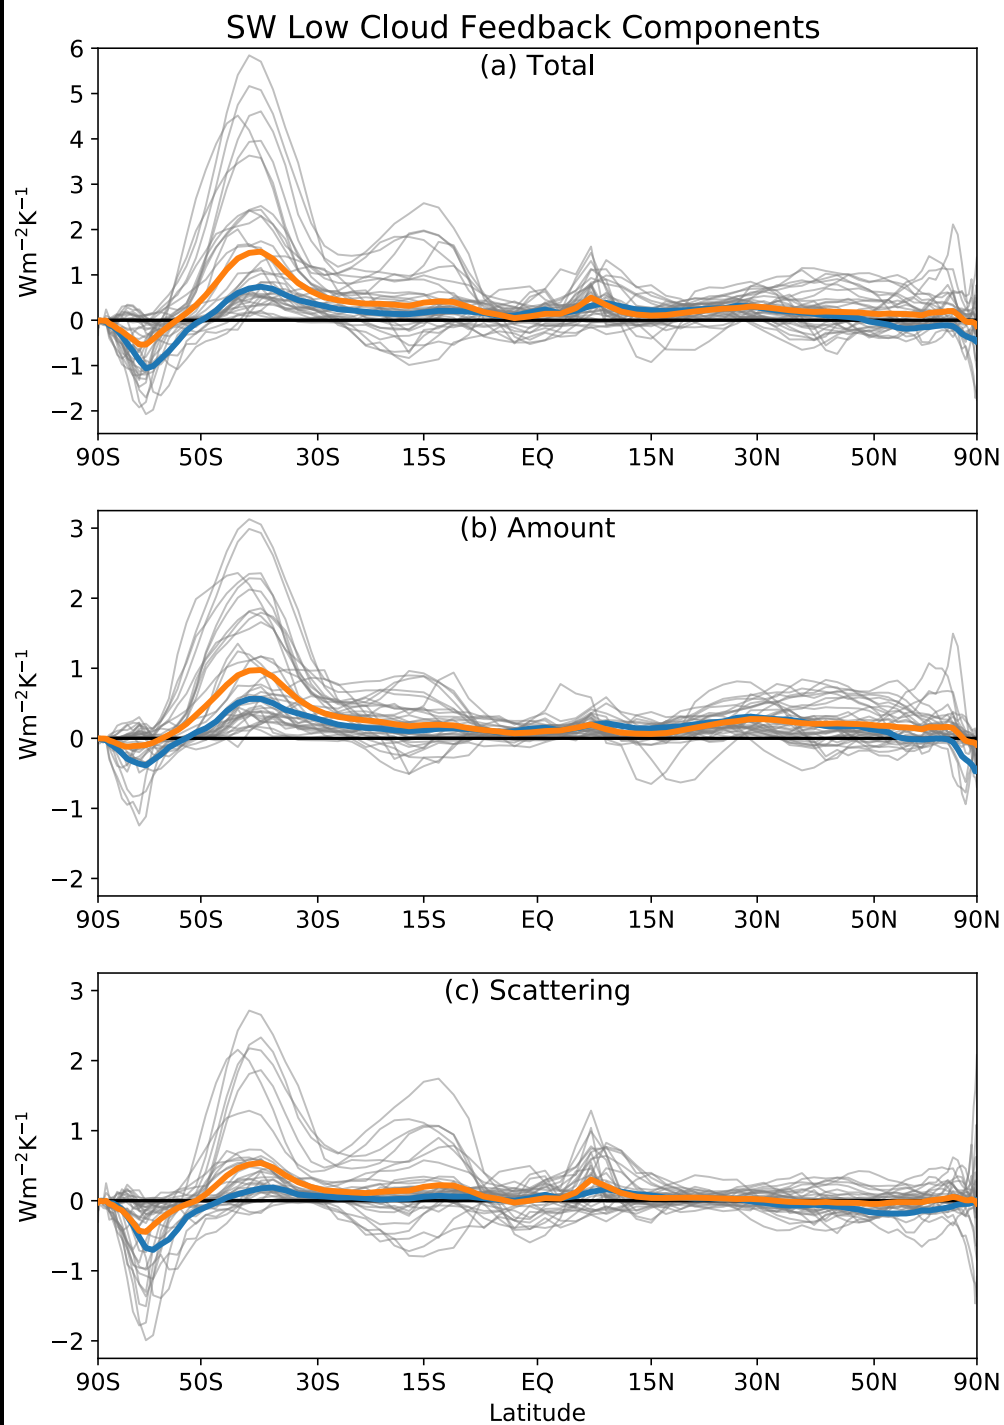 SW Low Cloud Feedback Components
(a) Total
6
5
4
3
2
1
0
−1
−2
Wm⁻²K⁻¹
90S 50S 30S 15S EQ 15N 30N 50N 90N
(b) Amount
3
2
1
0
−1
−2
Wm⁻²K⁻¹
90S 50S 30S 15S EQ 15N 30N 50N 90N
(c) Scattering
3
2
1
0
−1
−2
Wm⁻²K⁻¹
90S 50S 30S 15S EQ 15N 30N 50N 90N
Latitude